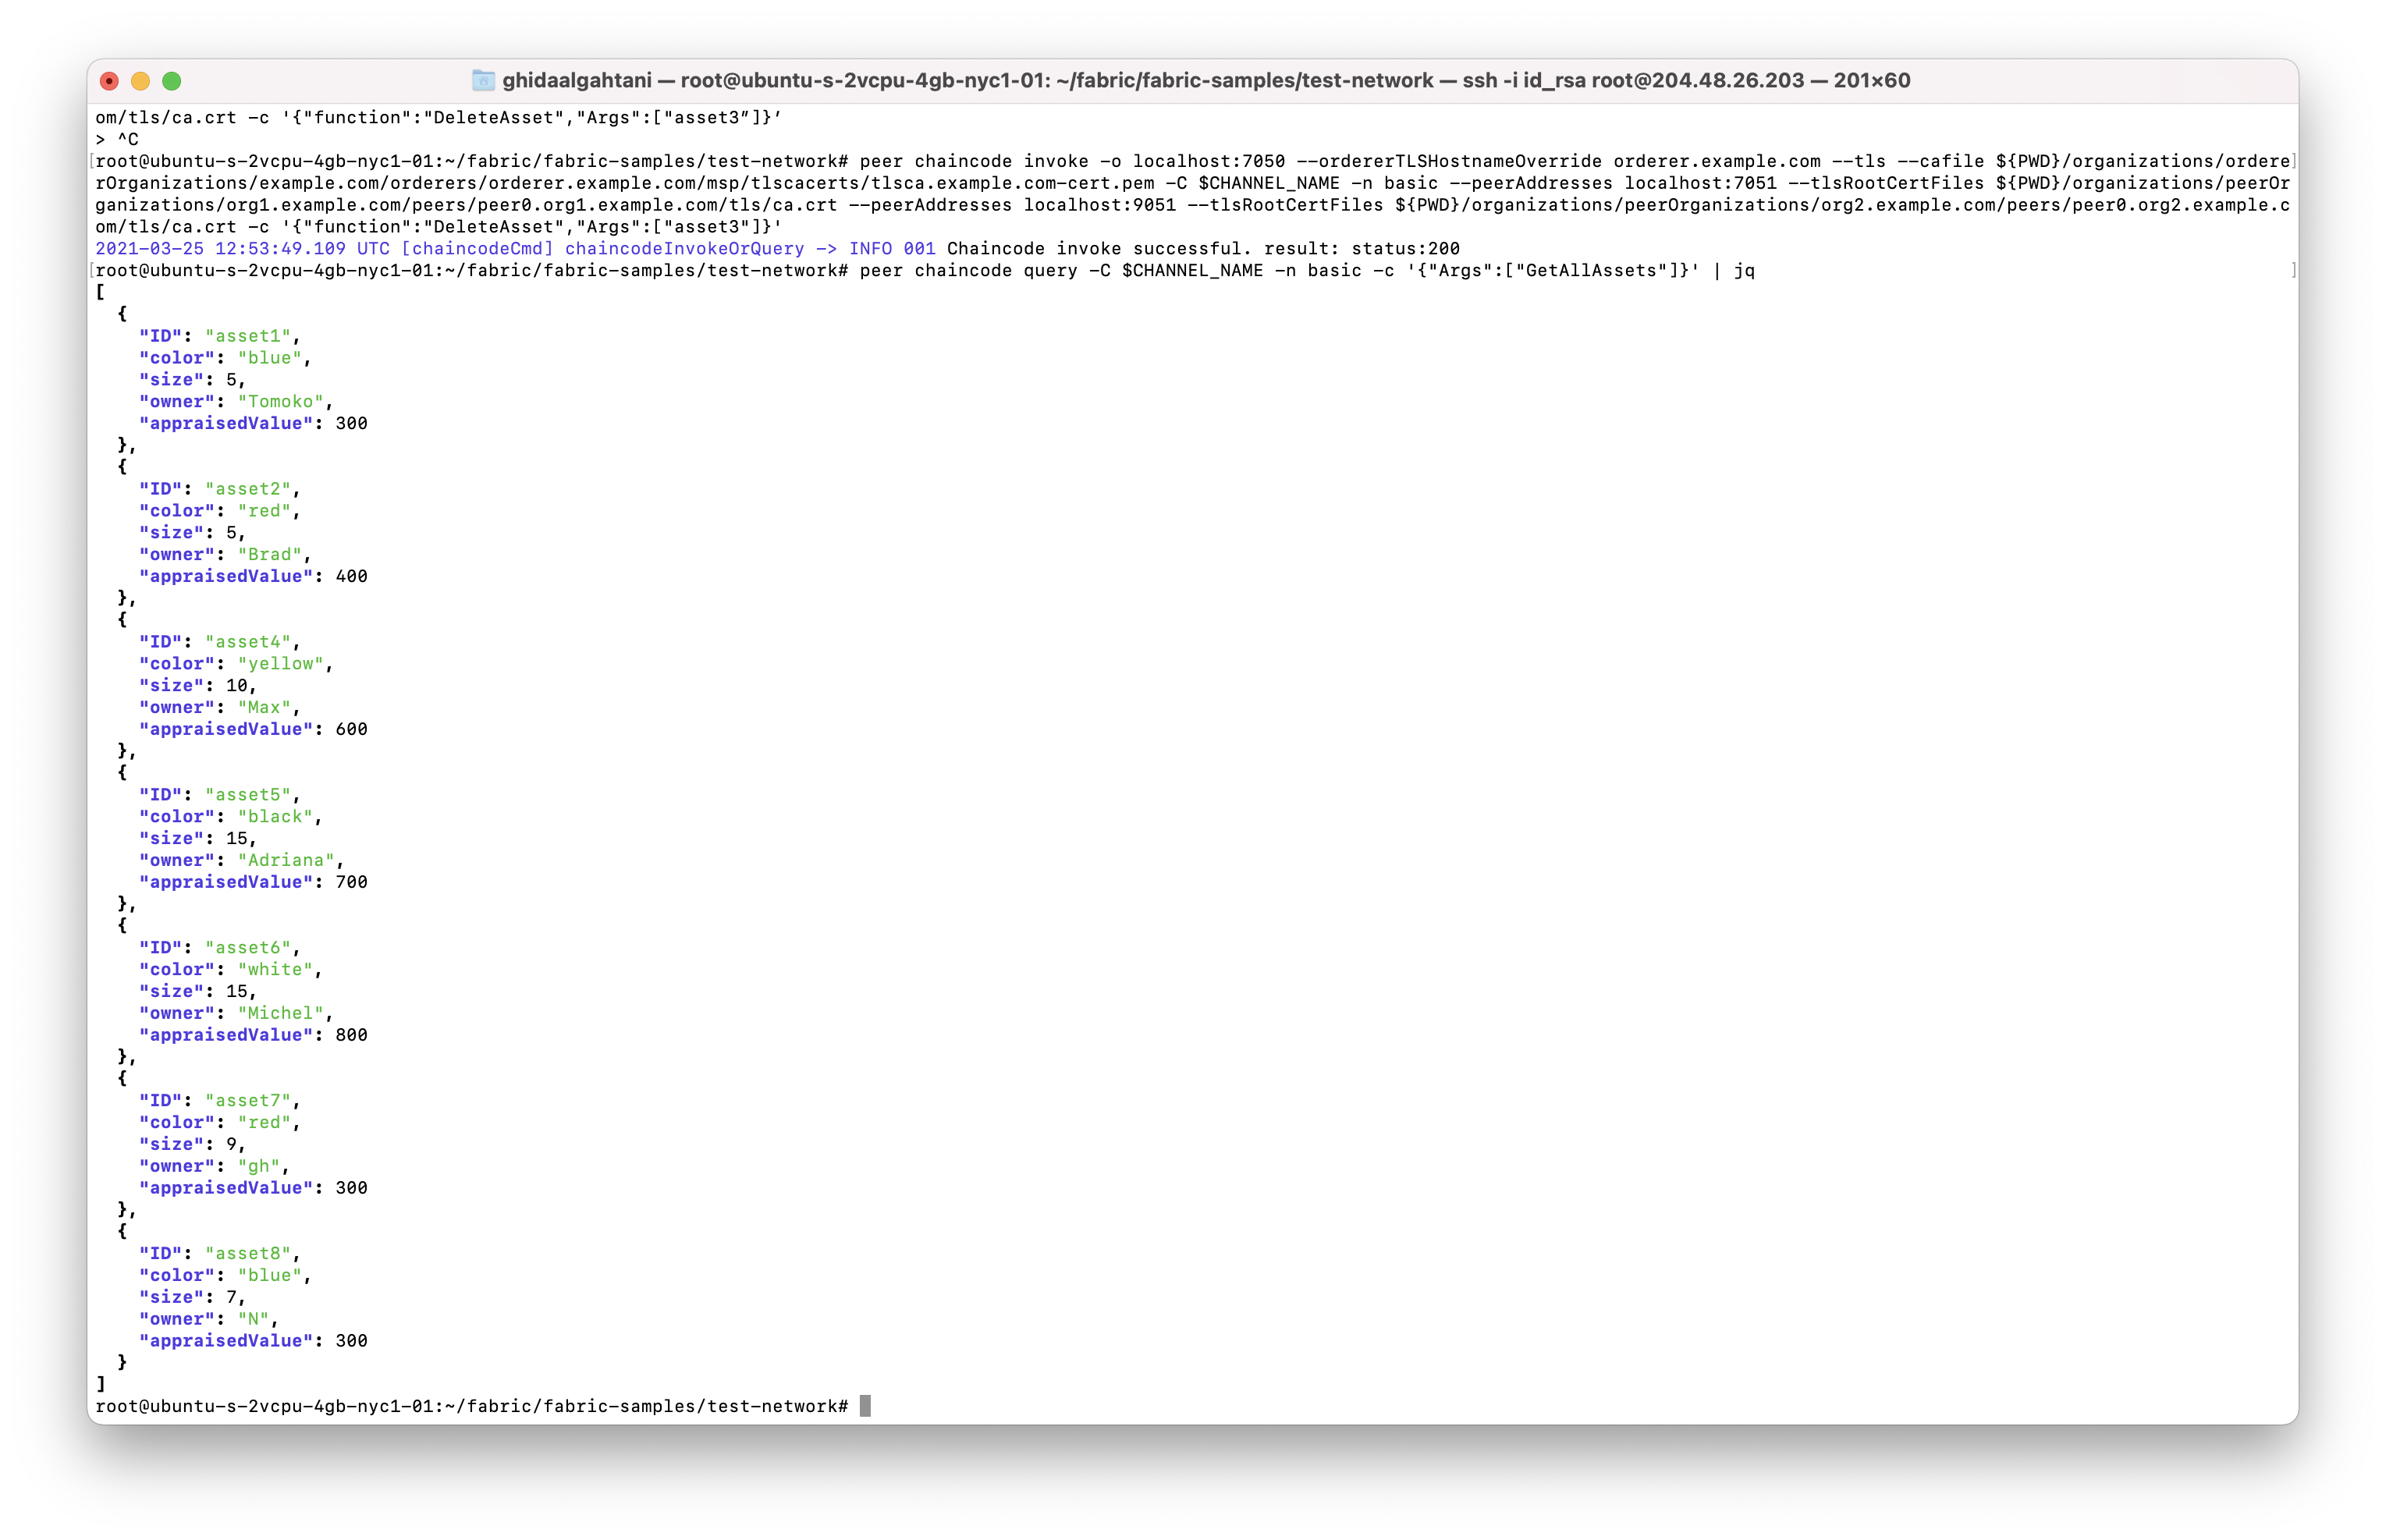 ghidaalgahtani — root@ubuntu-s-2vcpu-4gb-nyc1-01: ~/fabric/fabric-samples/test-network — ssh -i id_rsa root@204.48.26.203 — 201×60
om/tls/ca.crt -c '{"function":"DeleteAsset","Args":["asset3”]}’
> ^C
[root@ubuntu-s-2vcpu-4gb-nyc1-01:~/fabric/fabric-samples/test-network# peer chaincode invoke -o localhost:7050 --ordererTLSHostnameOverride orderer.example.com --tls --cafile ${PWD}/organizations/ordere]
rOrganizations/example.com/orderers/orderer.example.com/msp/tlscacerts/tlsca.example.com-cert.pem -C $CHANNEL_NAME -n basic --peerAddresses localhost:7051 --tlsRootCertFiles ${PWD}/organizations/peerOr
ganizations/org1.example.com/peers/peer0.org1.example.com/tls/ca.crt --peerAddresses localhost:9051 --tlsRootCertFiles ${PWD}/organizations/peerOrganizations/org2.example.com/peers/peer0.org2.example.c
om/tls/ca.crt -c '{"function":"DeleteAsset","Args":["asset3"]}'
2021-03-25 12:53:49.109 UTC [chaincodeCmd] chaincodeInvokeOrQuery -> INFO 001 Chaincode invoke successful. result: status:200
[root@ubuntu-s-2vcpu-4gb-nyc1-01:~/fabric/fabric-samples/test-network# peer chaincode query -C $CHANNEL_NAME -n basic -c '{"Args":["GetAllAssets"]}' | jq ]
[
  {
    "ID": "asset1",
    "color": "blue",
    "size": 5,
    "owner": "Tomoko",
    "appraisedValue": 300
  },
  {
    "ID": "asset2",
    "color": "red",
    "size": 5,
    "owner": "Brad",
    "appraisedValue": 400
  },
  {
    "ID": "asset4",
    "color": "yellow",
    "size": 10,
    "owner": "Max",
    "appraisedValue": 600
  },
  {
    "ID": "asset5",
    "color": "black",
    "size": 15,
    "owner": "Adriana",
    "appraisedValue": 700
  },
  {
    "ID": "asset6",
    "color": "white",
    "size": 15,
    "owner": "Michel",
    "appraisedValue": 800
  },
  {
    "ID": "asset7",
    "color": "red",
    "size": 9,
    "owner": "gh",
    "appraisedValue": 300
  },
  {
    "ID": "asset8",
    "color": "blue",
    "size": 7,
    "owner": "N",
    "appraisedValue": 300
  }
]
root@ubuntu-s-2vcpu-4gb-nyc1-01:~/fabric/fabric-samples/test-network#